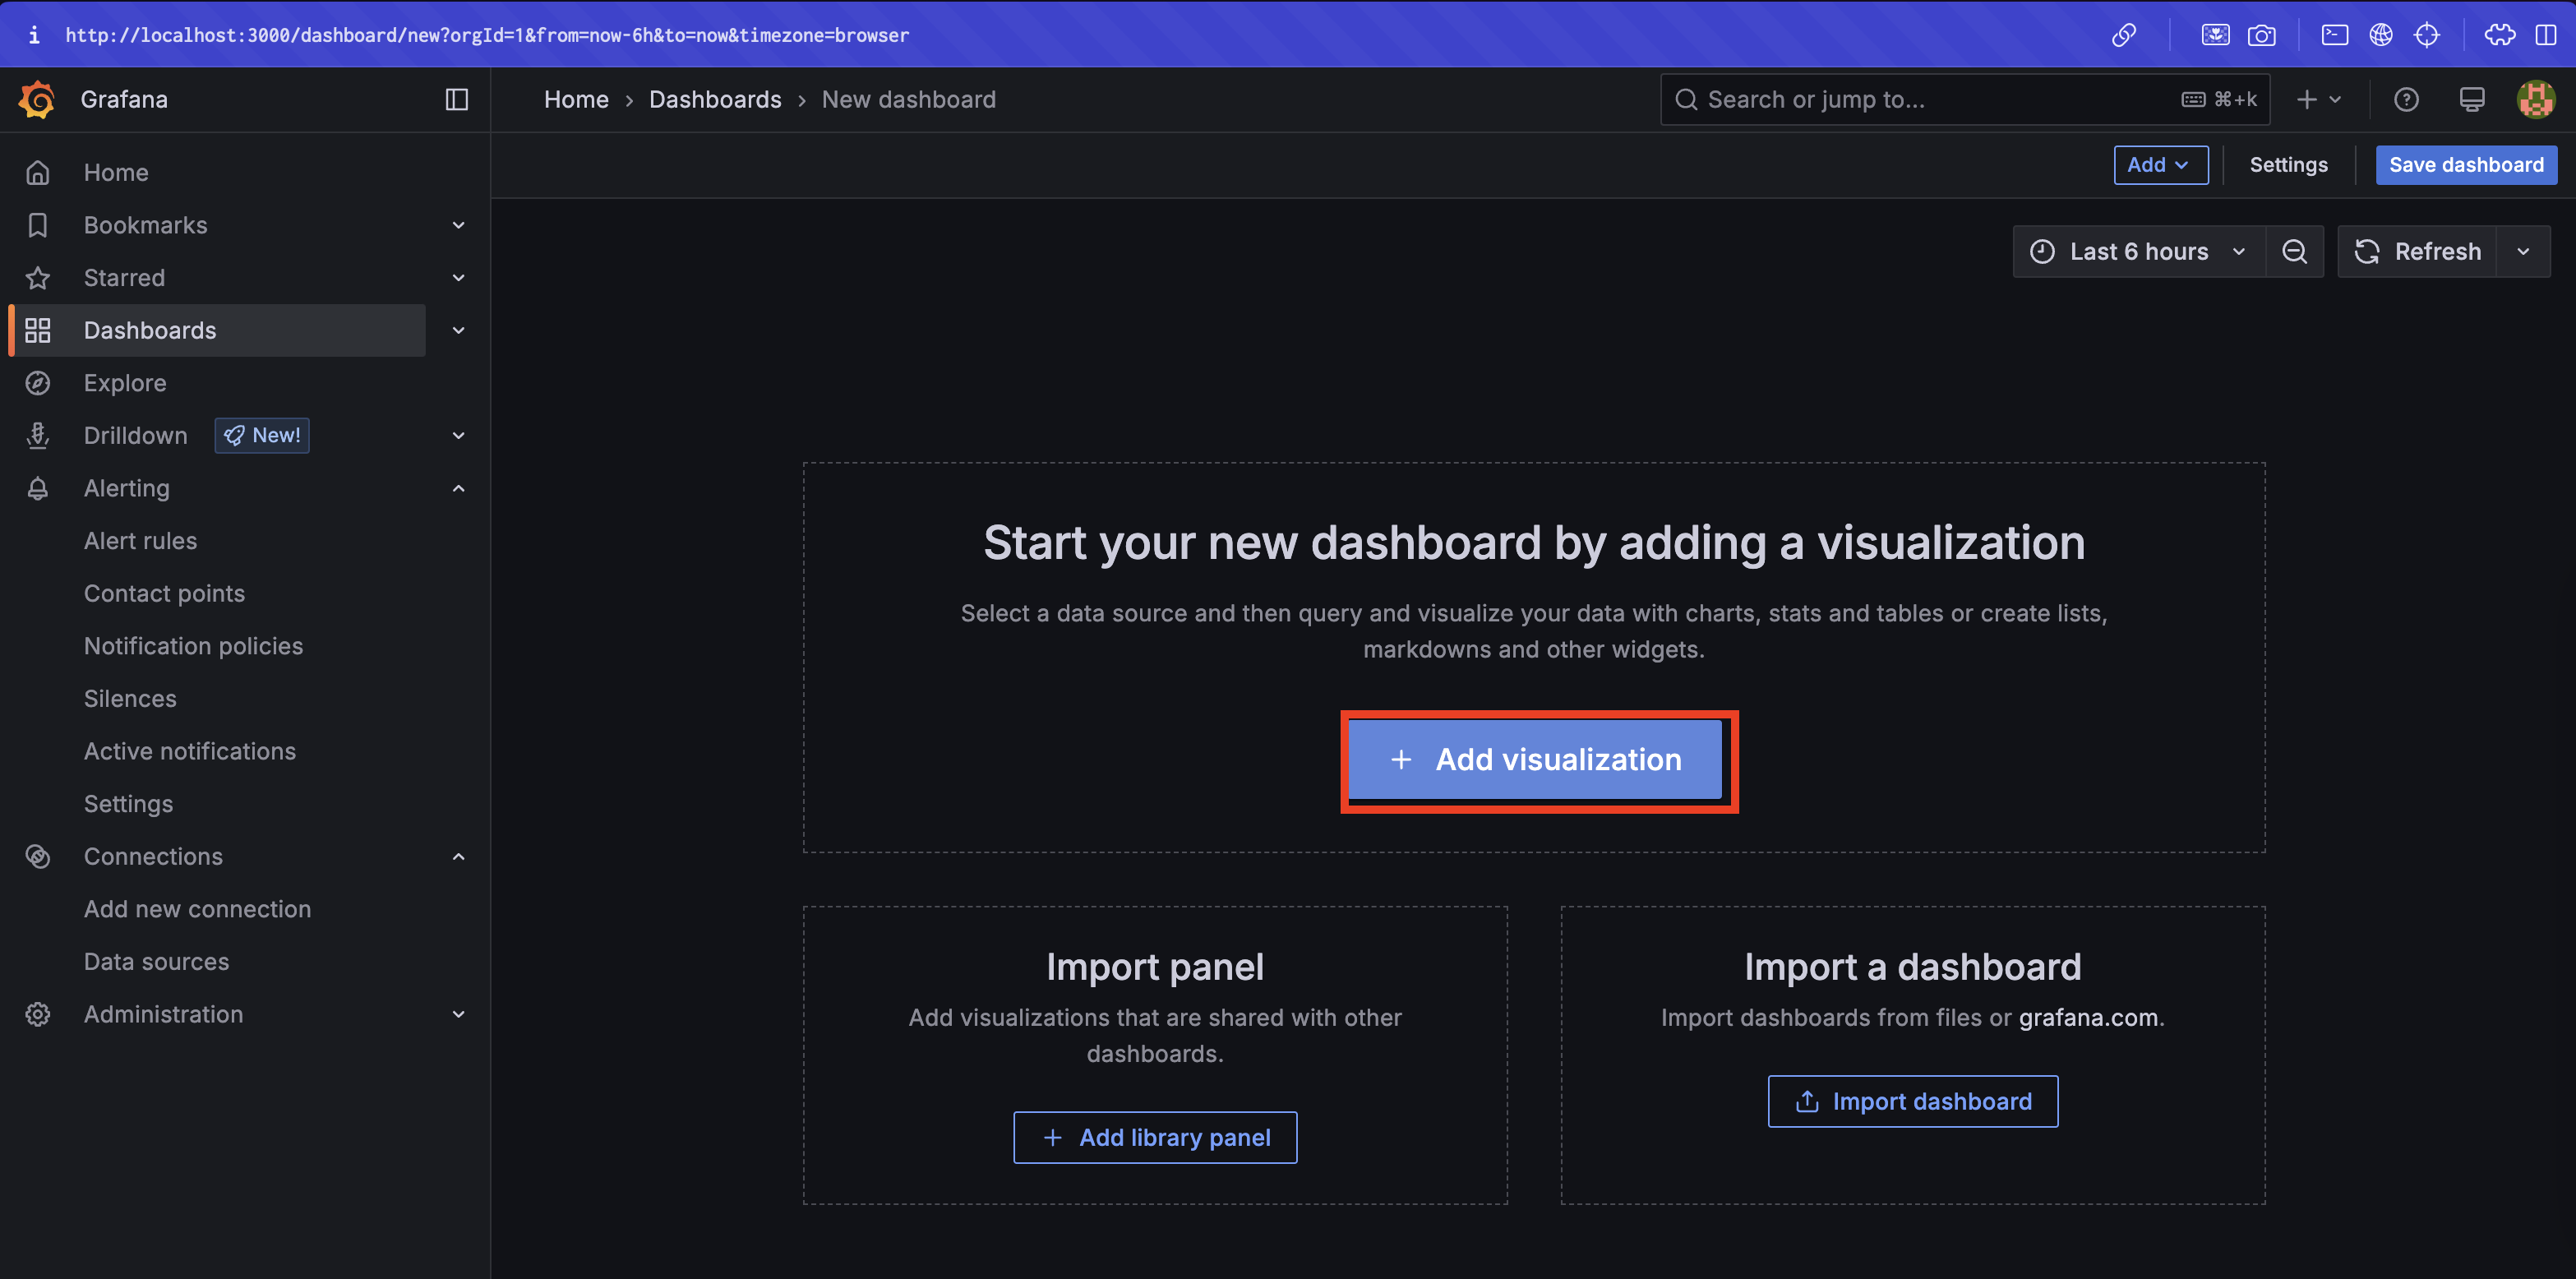 http://localhost:3000/dashboard/new?orgId=1&from=now-6h&to=now&timezone=browser
Grafana
Home › Dashboards › New dashboard
Search or jump to...
⌘+k
Add
Settings
Save dashboard
Last 6 hours
Refresh
Home
Bookmarks
Starred
Dashboards
Explore
Drilldown New!
Alerting
Alert rules
Contact points
Notification policies
Silences
Active notifications
Settings
Connections
Add new connection
Data sources
Administration
Start your new dashboard by adding a visualization
Select a data source and then query and visualize your data with charts, stats and tables or create lists,
markdowns and other widgets.
+ Add visualization
Import panel
Add visualizations that are shared with other
dashboards.
+ Add library panel
Import a dashboard
Import dashboards from files or grafana.com.
Import dashboard